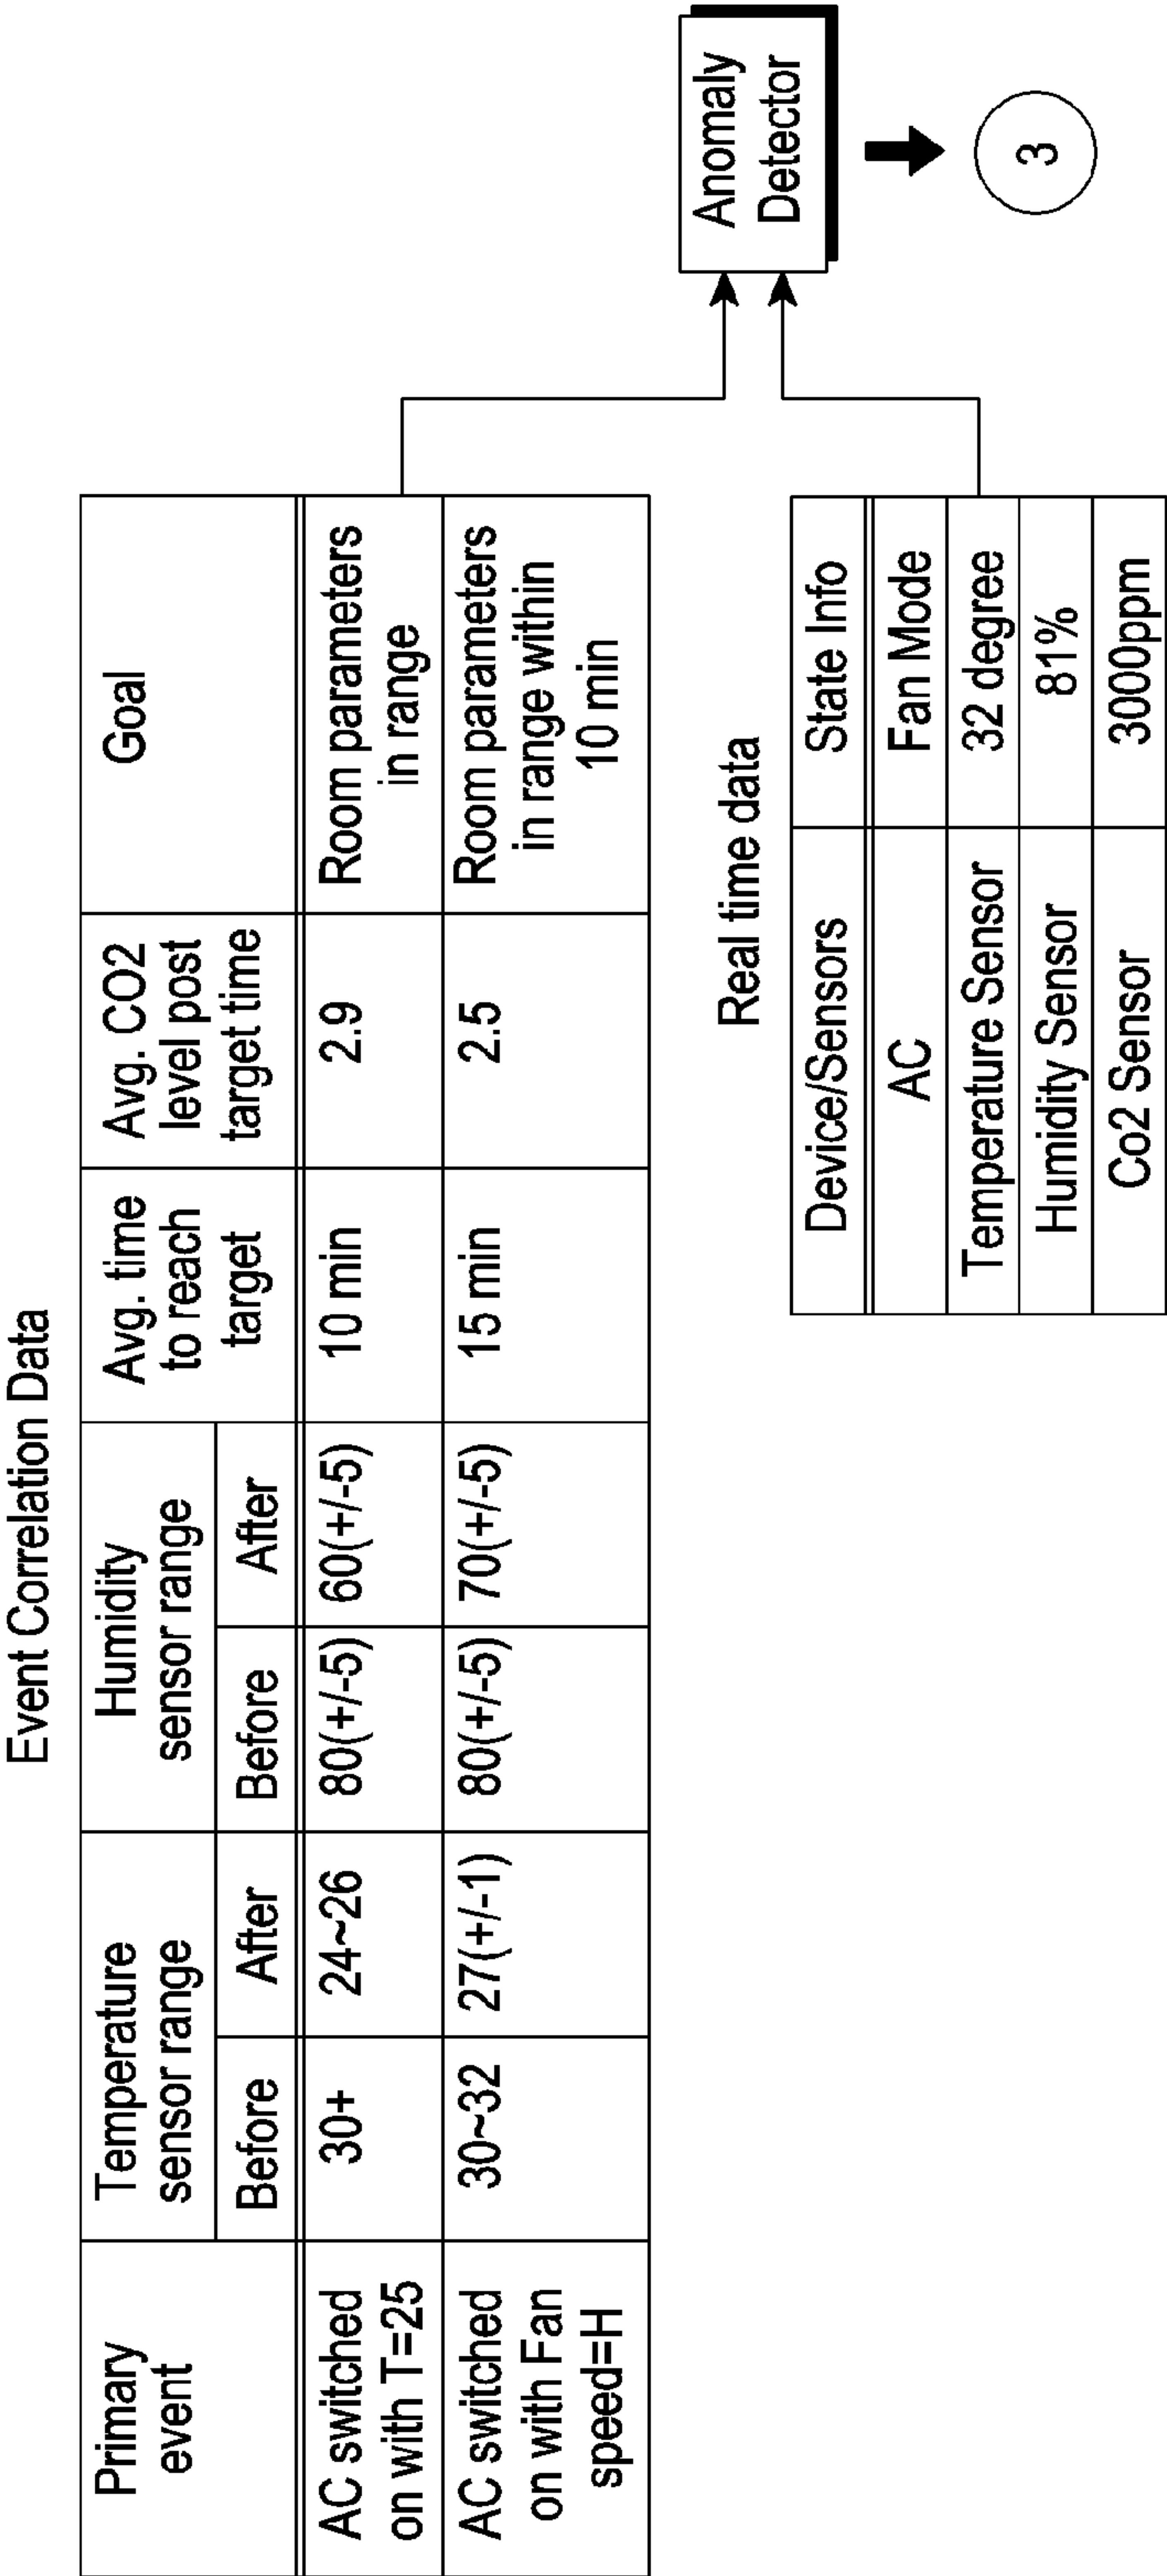 Event Correlation Data
Primary
event
Temperature
sensor range
Humidity
sensor range
Avg. time
to reach
target
Avg. CO2
level post
target time
Goal
Before
After
Before
After
AC switched
on with T=25
30+
24~26
80(+/-5)
60(+/-5)
10 min
2.9
Room parameters
in range
AC switched
on with Fan
speed=H
30~32
27(+/-1)
80(+/-5)
70(+/-5)
15 min
2.5
Room parameters
in range within
10 min
Real time data
Device/Sensors
State Info
AC
Fan Mode
Temperature Sensor
32 degree
Humidity Sensor
81%
Co2 Sensor
3000ppm
Anomaly
Detector
3